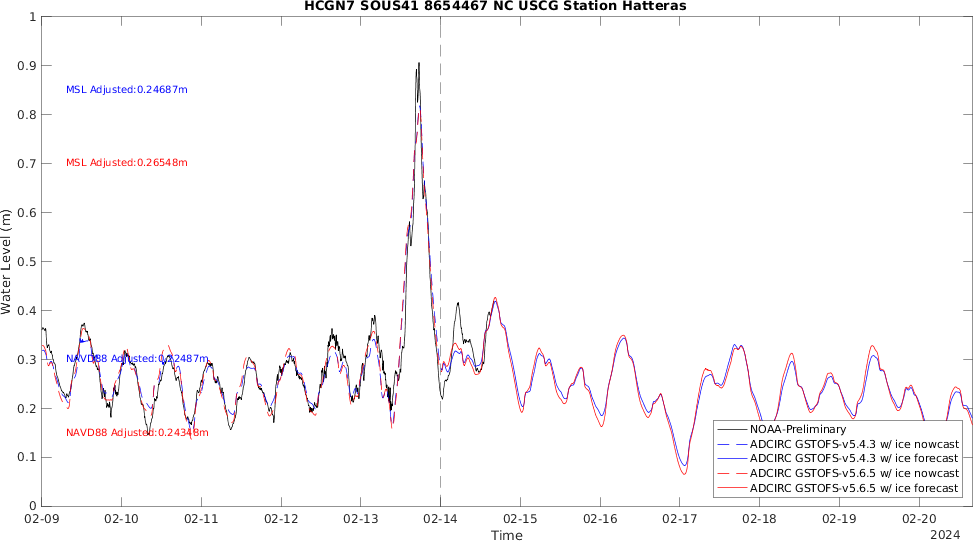 HCGN7 SOUS41 8654467 NC USCG Station Hatteras
1
0.9
0.8
0.7
0.6
0.5
0.4
0.3
0.2
0.1
0
Water Level (m)
MSL Adjusted:0.24687m
MSL Adjusted:0.26548m
NAVD88 Adjusted:0.22487m
NAVD88 Adjusted:0.24348m
NOAA-Preliminary
ADCIRC GSTOFS-v5.4.3 w/ ice nowcast
ADCIRC GSTOFS-v5.4.3 w/ ice forecast
ADCIRC GSTOFS-v5.6.5 w/ ice nowcast
ADCIRC GSTOFS-v5.6.5 w/ ice forecast
02-09 02-10 02-11 02-12 02-13 02-14 02-15 02-16 02-17 02-18 02-19 02-20
Time
2024